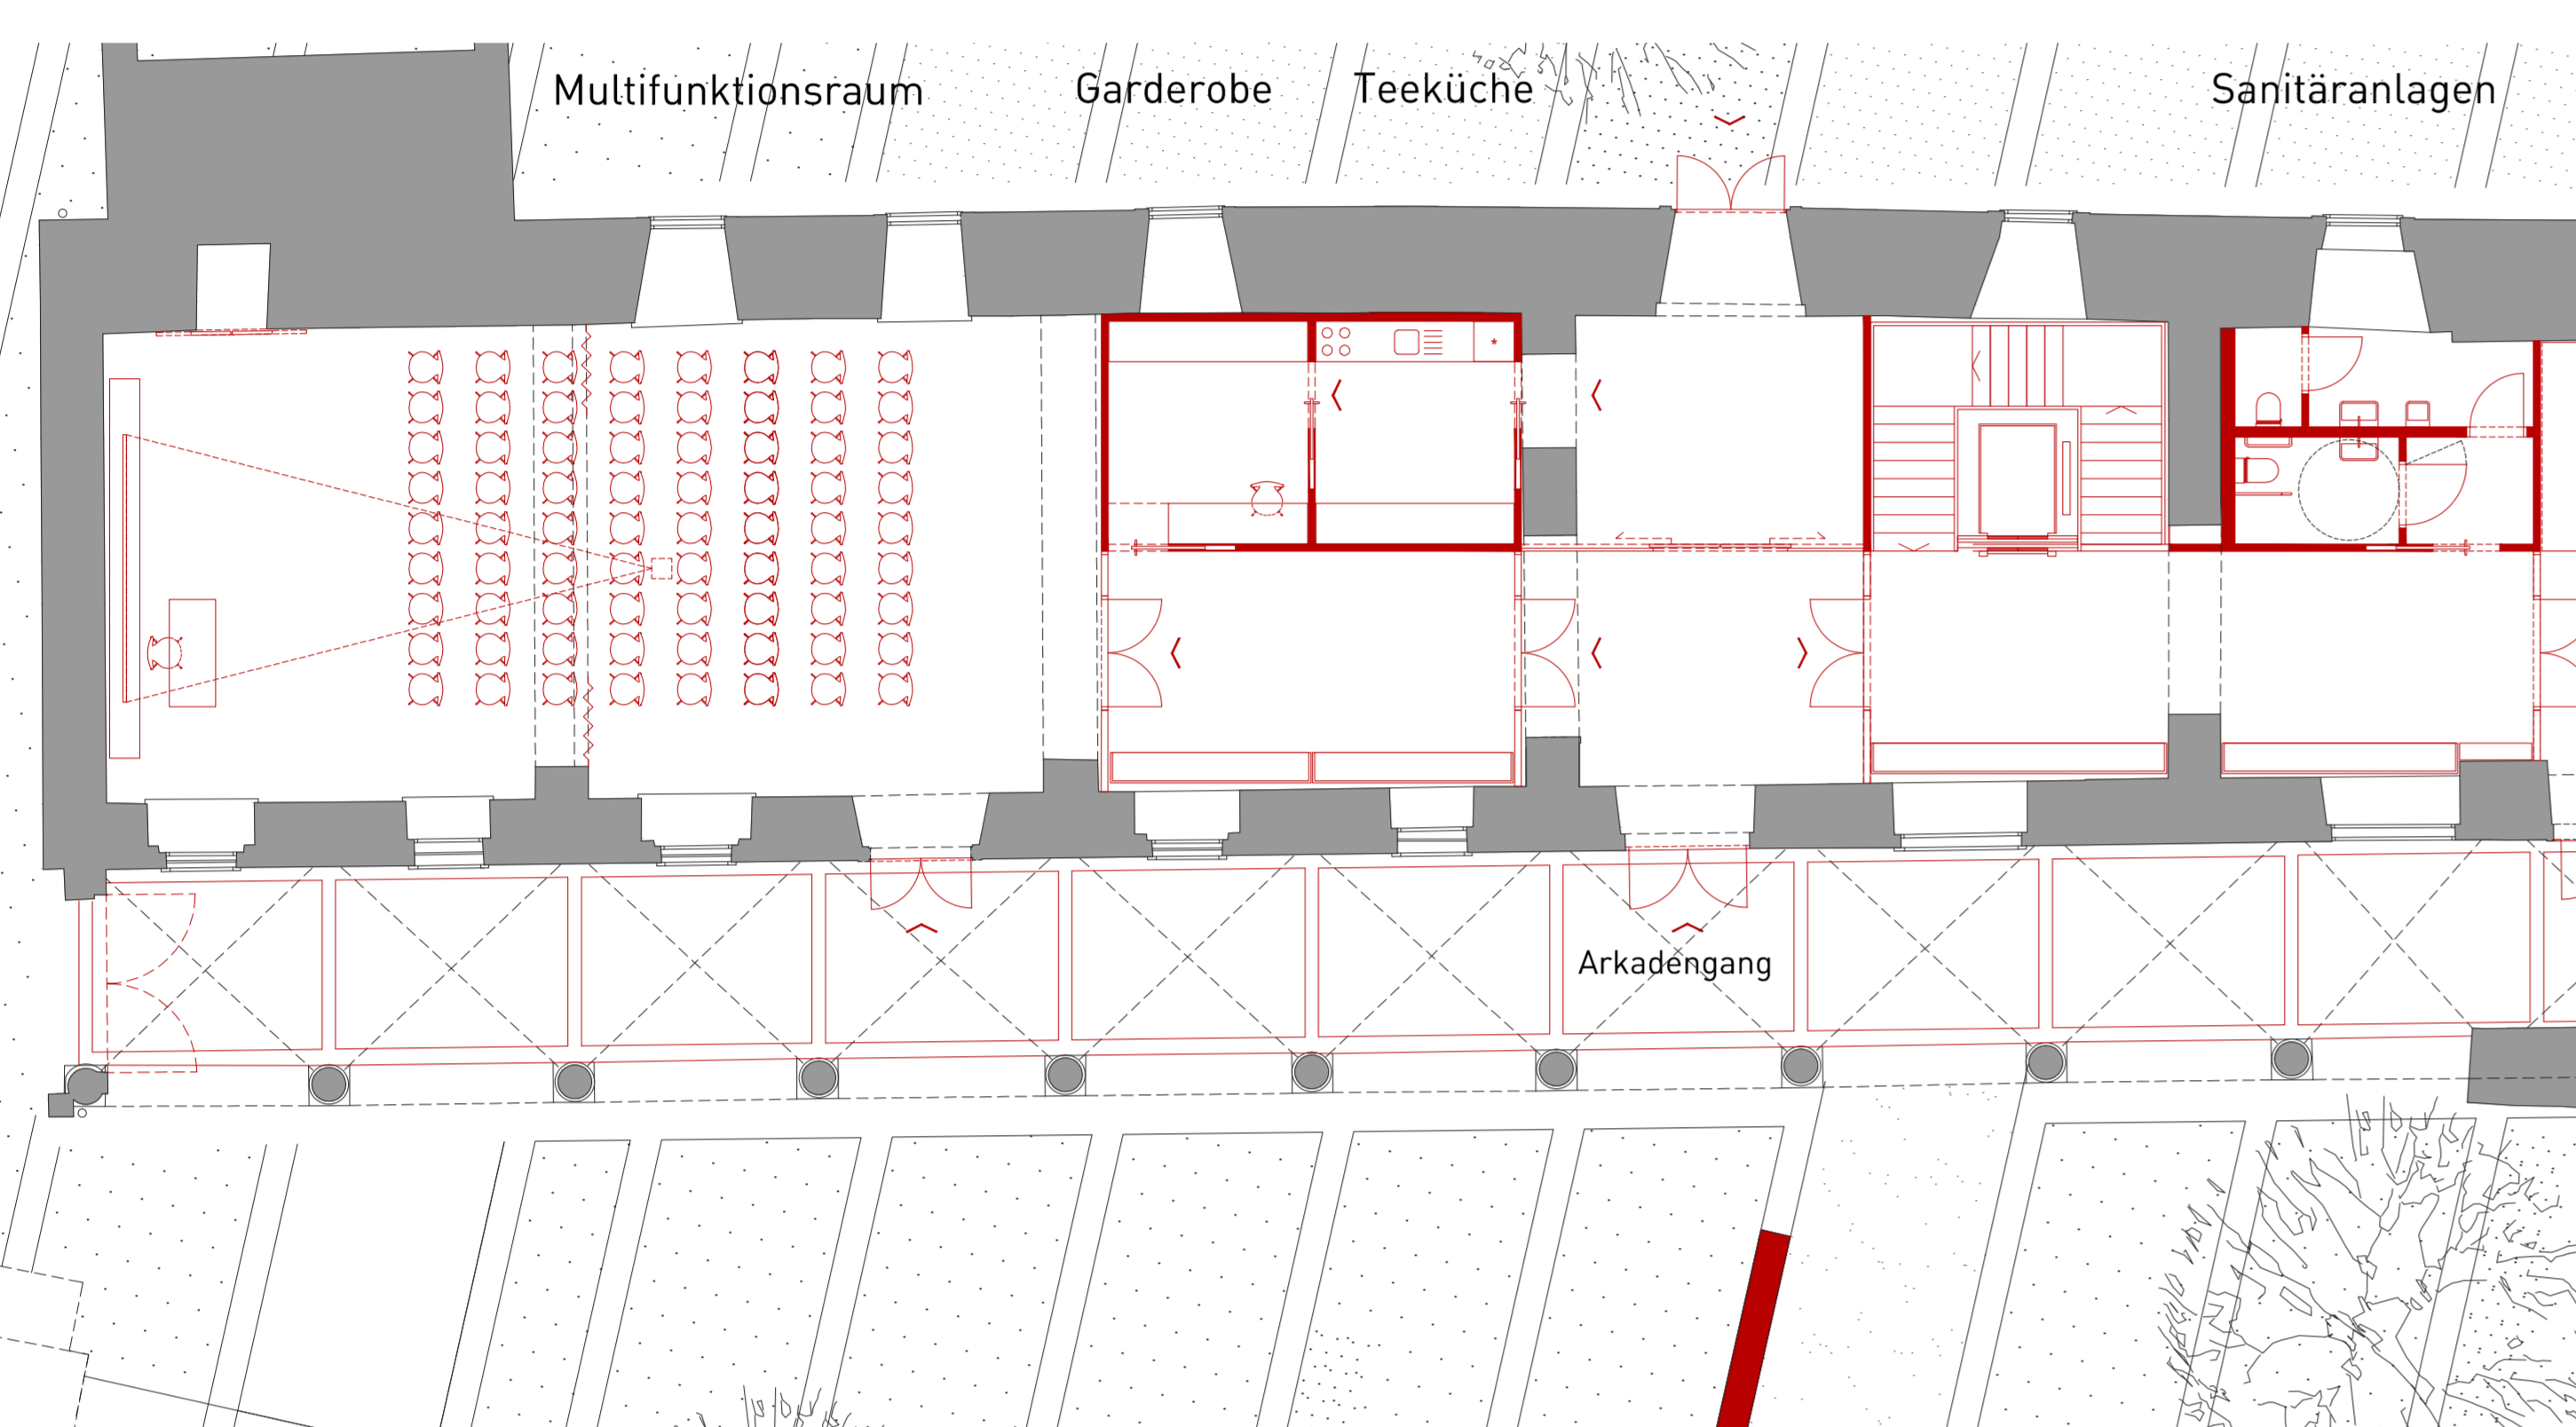 Multifunktionsraum
Garderobe
Teeküche
Sanitäranlagen
Arkadengang